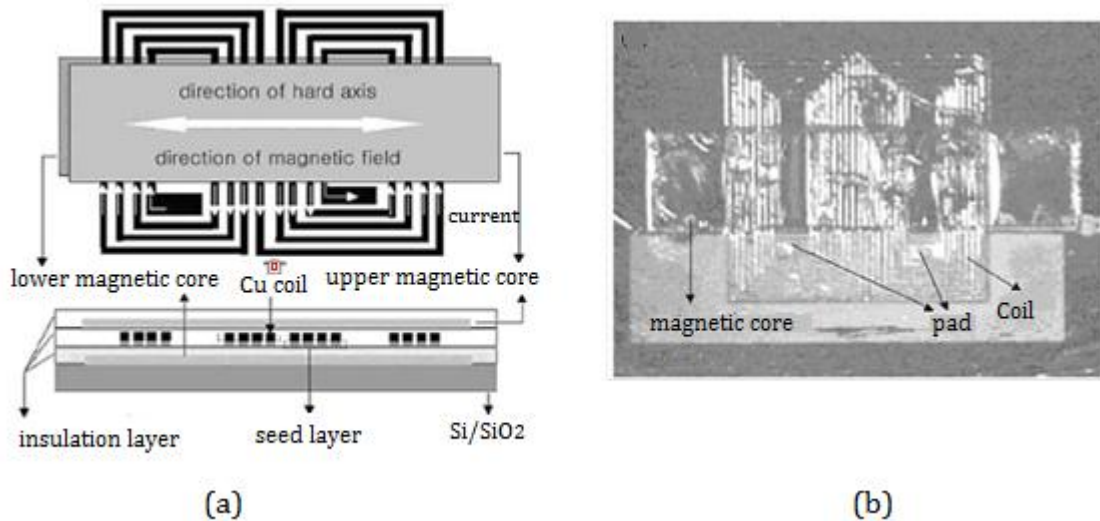 direction of hard axis
direction of magnetic field
current
lower magnetic core
Cu coil
upper magnetic core
insulation layer
seed layer
Si/SiO2
(a)
magnetic core
pad
Coil
(b)